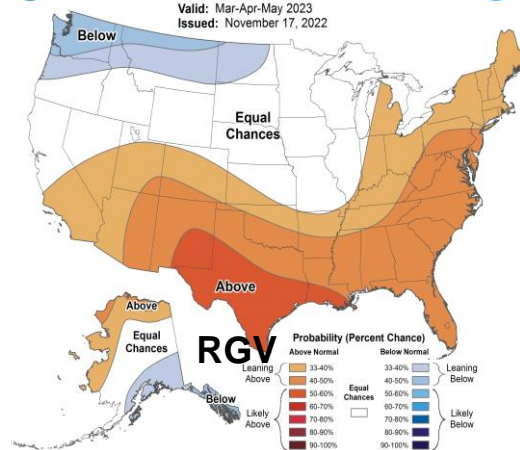 Valid: Mar-Apr-May 2023
Issued: November 17, 2022
Below
Equal
Chances
Above
Above
Equal
Chances
Below
RGV
Probability (Percent Chance)
Above Normal
Below Normal
Leaning
Above
33-40%
40-50%
Likely
Above
50-60%
60-70%
70-80%
80-90%
90-100%
Equal
Chances
33-40%
40-50%
Leaning
Below
50-60%
60-70%
70-80%
80-90%
90-100%
Likely
Below